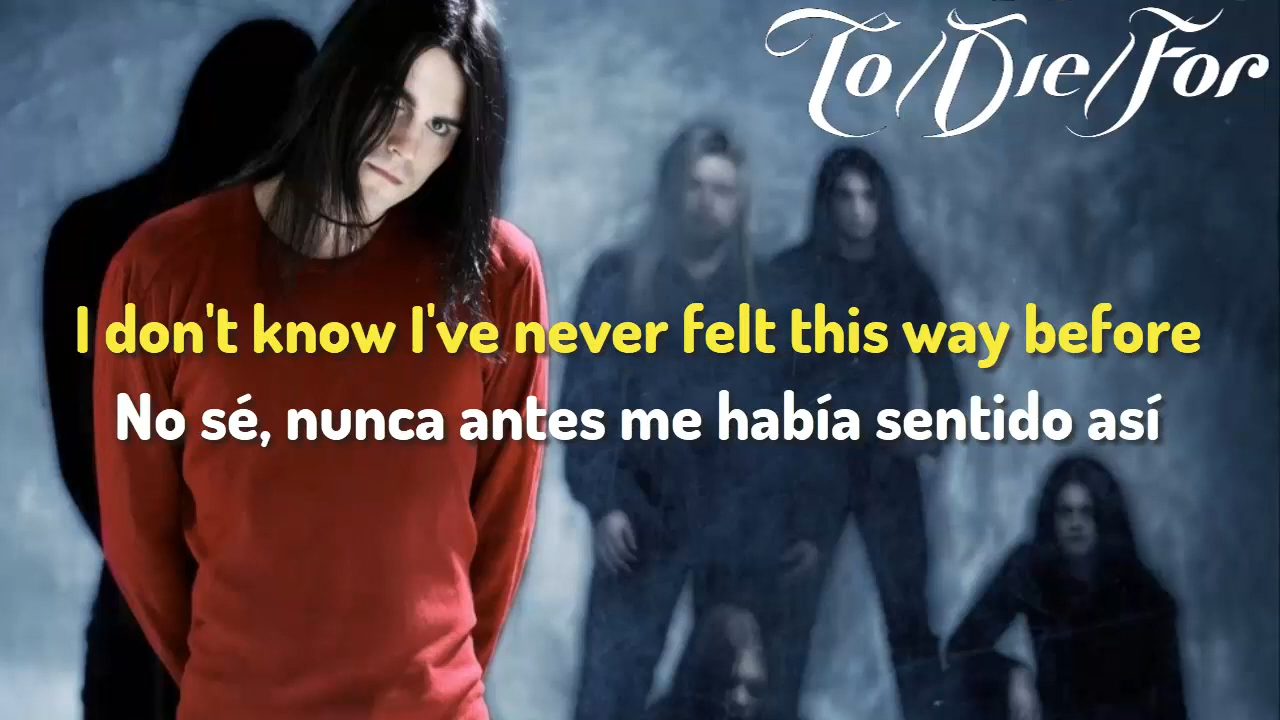 To/Die/For
I don't know I've never felt this way before
No sé, nunca antes me había sentido así